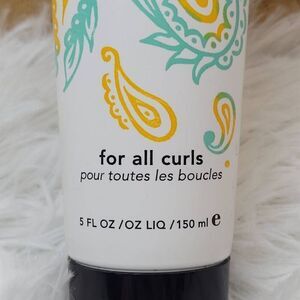 for all curls
pour toutes les boucles
5 FL OZ/OZ LIQ/150 ml ℮